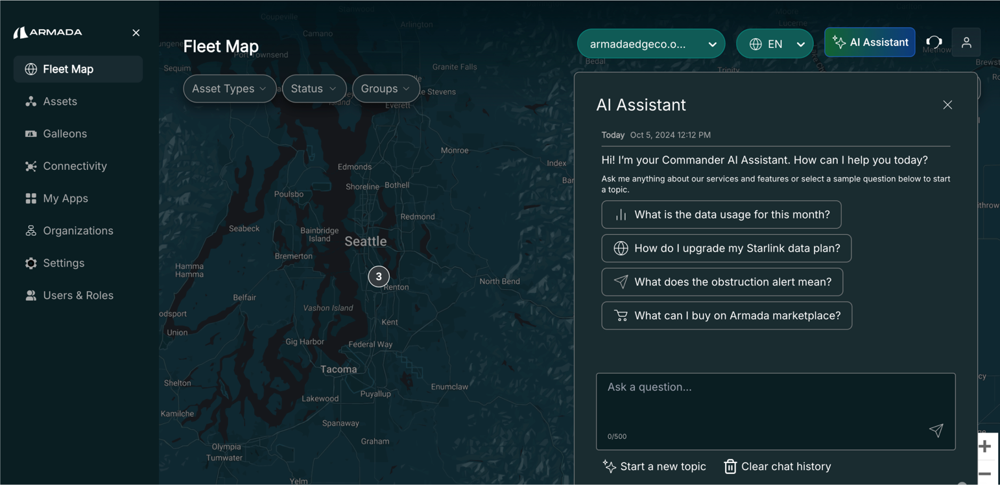 ARMADA
Fleet Map
Assets
Galleons
Connectivity
My Apps
Organizations
Settings
Users & Roles
Fleet Map
armadaedgeco.o...
EN
AI Assistant
Asset Types
Status
Groups
Coupeville
Stanwood
Camano
Arlington
Port Townsend
Sequim
Granite Falls
Stevens
Everett
Island
Mooru
Lucerne
Bedal
Trinity
Monroe
Index
Edmonds
Shoreline
Bothell
Poulsbo
Redmond
Seabeck
Bainbridge
Island
Seattle
Bremerton
Hamma
Hamma
3
Renton
North Bend
Belfair
Vashon Island
Kent
Union
Gig Harbor
Federal Way
Tacoma
Shelton
Enumclaw
Puyallup
Lakewood
Kamilche
Spanaway
Graham
Olympia
Tumwater
Yelm
AI Assistant
Today Oct 5, 2024 12:12 PM
Hi! I’m your Commander AI Assistant. How can I help you today?
Ask me anything about our services and features or select a sample question below to start
a topic.
What is the data usage for this month?
How do I upgrade my Starlink data plan?
What does the obstruction alert mean?
What can I buy on Armada marketplace?
Ask a question...
0/500
Start a new topic
Clear chat history